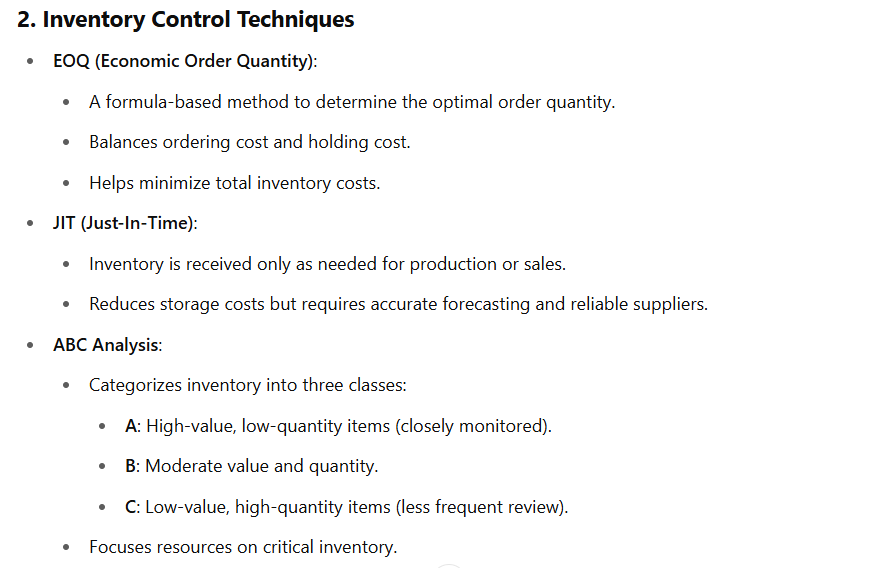 2. Inventory Control Techniques
• EOQ (Economic Order Quantity):
• A formula-based method to determine the optimal order quantity.
• Balances ordering cost and holding cost.
• Helps minimize total inventory costs.
• JIT (Just-In-Time):
• Inventory is received only as needed for production or sales.
• Reduces storage costs but requires accurate forecasting and reliable suppliers.
• ABC Analysis:
• Categorizes inventory into three classes:
• A: High-value, low-quantity items (closely monitored).
• B: Moderate value and quantity.
• C: Low-value, high-quantity items (less frequent review).
• Focuses resources on critical inventory.